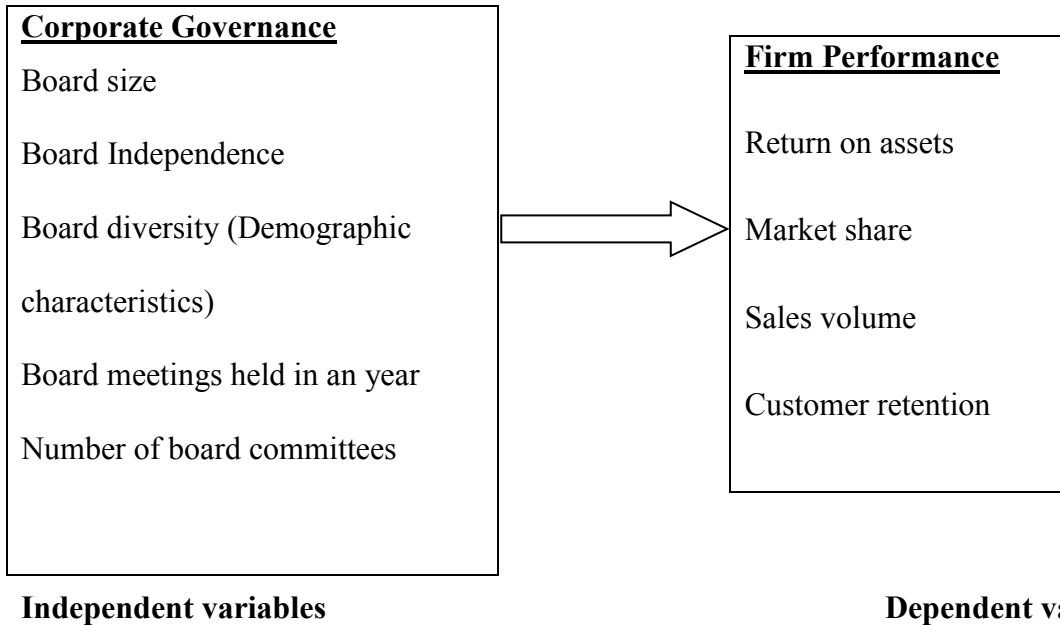 Corporate Governance
Board size
Board Independence
Board diversity (Demographic
characteristics)
Board meetings held in an year
Number of board committees
Firm Performance
Return on assets
Market share
Sales volume
Customer retention
Independent variables
Dependent